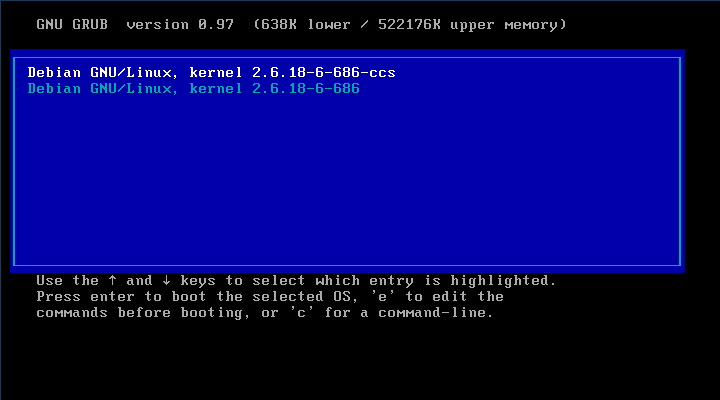 GNU GRUB  version 0.97  (638K lower / 522176K upper memory)
Debian GNU/Linux, kernel 2.6.18-6-686-ccs
Debian GNU/Linux, kernel 2.6.18-6-686
Use the ↑ and ↓ keys to select which entry is highlighted.
Press enter to boot the selected OS, 'e' to edit the
commands before booting, or 'c' for a command-line.